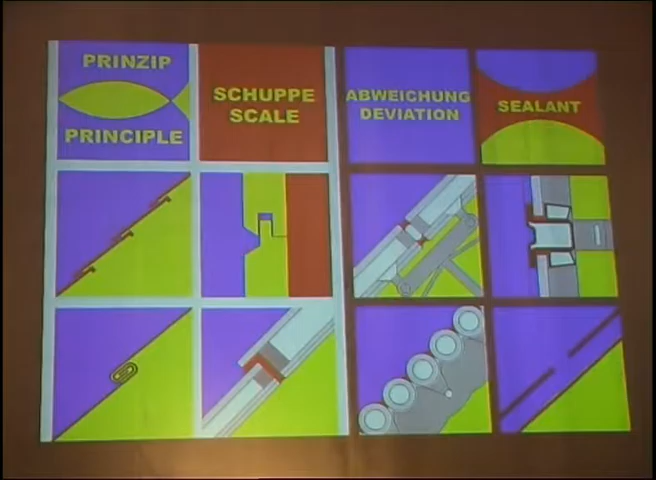 PRINZIP
PRINCIPLE
SCHUPPE
SCALE
ABWEICHUNG
DEVIATION
SEALANT